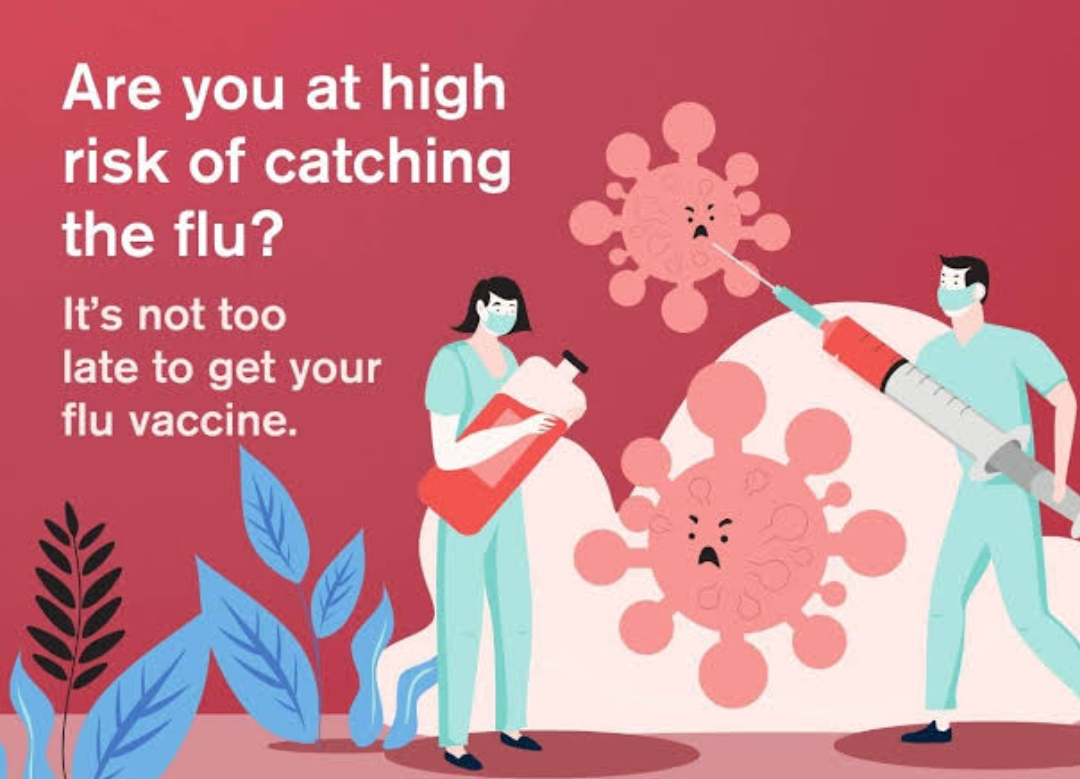 Are you at high
risk of catching
the flu?
It’s not too
late to get your
flu vaccine.